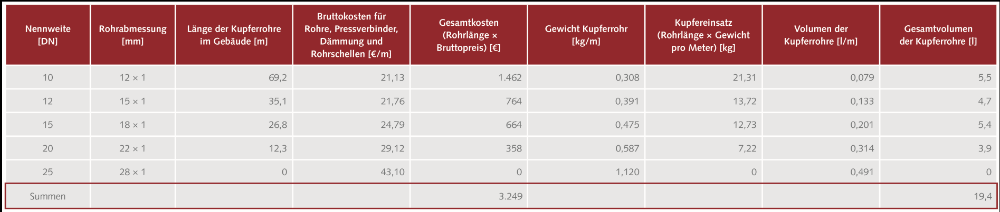 Nennweite [DN] Rohrabmessung [mm] Länge der Kupferrohre im Gebäude [m] Bruttokosten für Rohre, Pressverbinder, Dämmung und Rohrschellen [€/m] Gesamtkosten (Rohrlänge × Bruttopreis) [€] Gewicht Kupferrohr [kg/m] Kupfereinsatz (Rohrlänge × Gewicht pro Meter) [kg] Volumen der Kupferrohre [l/m] Gesamtvolumen der Kupferrohre [l]
10 12 × 1 69,2 21,13 1.462 0,308 21,31 0,079 5,5
12 15 × 1 35,1 21,76 764 0,391 13,72 0,133 4,7
15 18 × 1 26,8 24,79 664 0,475 12,73 0,201 5,4
20 22 × 1 12,3 29,12 358 0,587 7,22 0,314 3,9
25 28 × 1 0 43,10 0 1,120 0 0,491 0
Summen 3.249 19,4